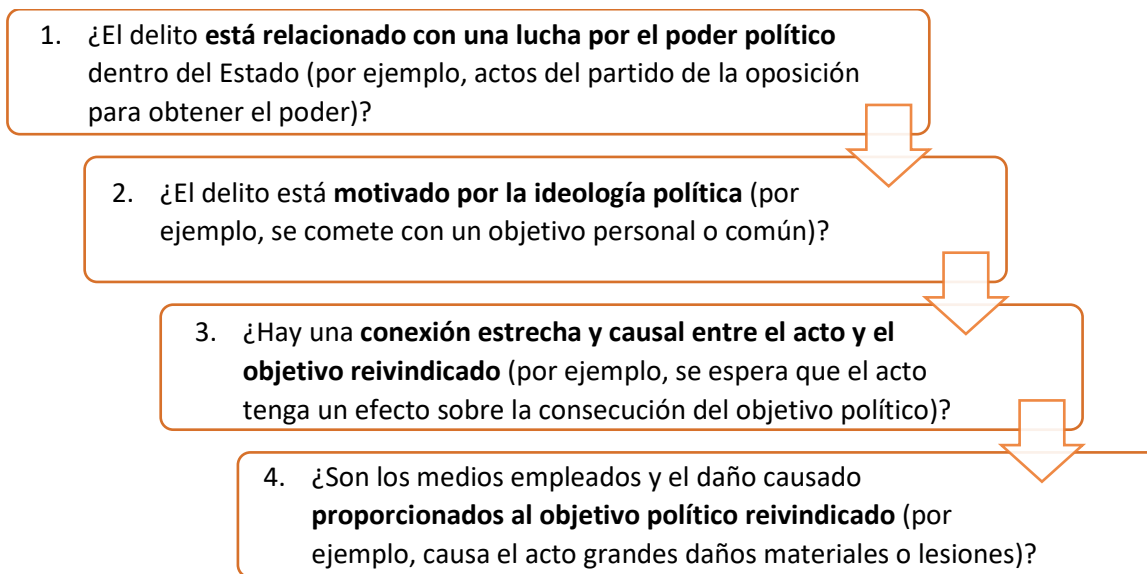 1. ¿El delito está relacionado con una lucha por el poder político
dentro del Estado (por ejemplo, actos del partido de la oposición
para obtener el poder)?
2. ¿El delito está motivado por la ideología política (por
ejemplo, se comete con un objetivo personal o común)?
3. ¿Hay una conexión estrecha y causal entre el acto y el
objetivo reivindicado (por ejemplo, se espera que el acto
tenga un efecto sobre la consecución del objetivo político)?
4. ¿Son los medios empleados y el daño causado
proporcionados al objetivo político reivindicado (por
ejemplo, causa el acto grandes daños materiales o lesiones)?